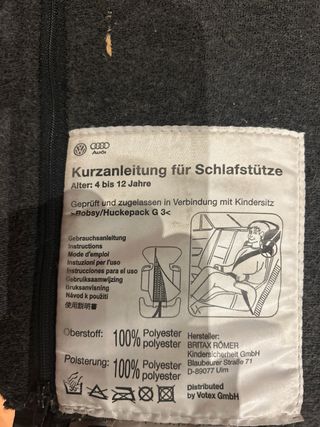 Audi
Kurzanleitung für Schlafstütze
Alter: 4 bis 12 Jahre
Geprüft und zugelassen in Verbindung mit Kindersitz
>Bobsy/Huckepack G 3<
Gebrauchsanleitung
Instructions
Mode d'emploi
Instuzioni per l'uso
Instrucciones para el uso
Gebruiksaamwijzing
Bruksanvisning
Návod k použití
使用説明書
Oberstoff: 100% Polyester
polyester
Polsterung: 100% Polyester
polyester
Hersteller:
BRITAX RÖMER
Kindersicherheit GmbH
Blaubeurer Straße 71
D-89077 Ulm
Distributed
by Votex GmbH